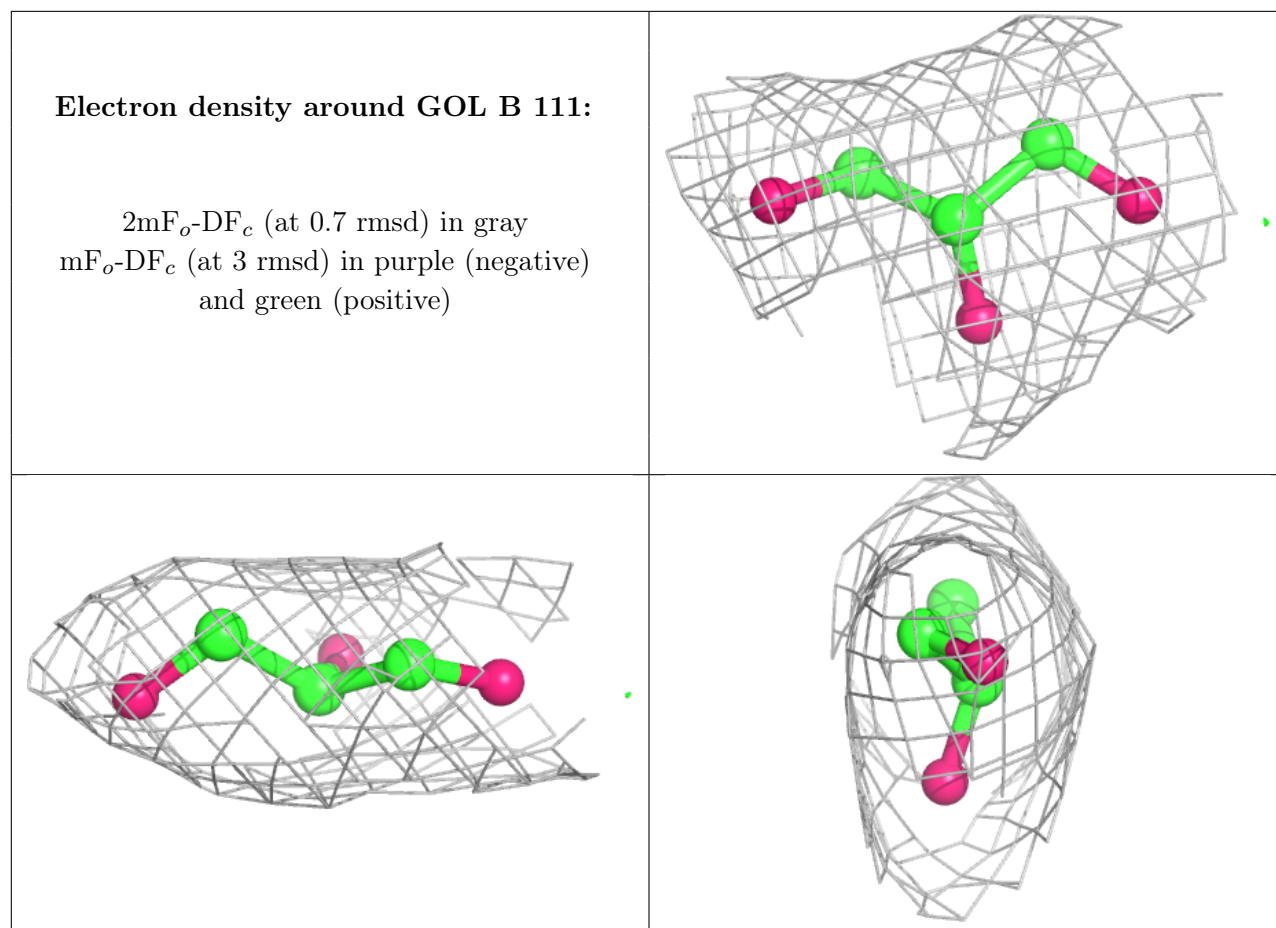 Electron density around GOL B 111:
2mFo-DFc (at 0.7 rmsd) in gray
mFo-DFc (at 3 rmsd) in purple (negative)
and green (positive)